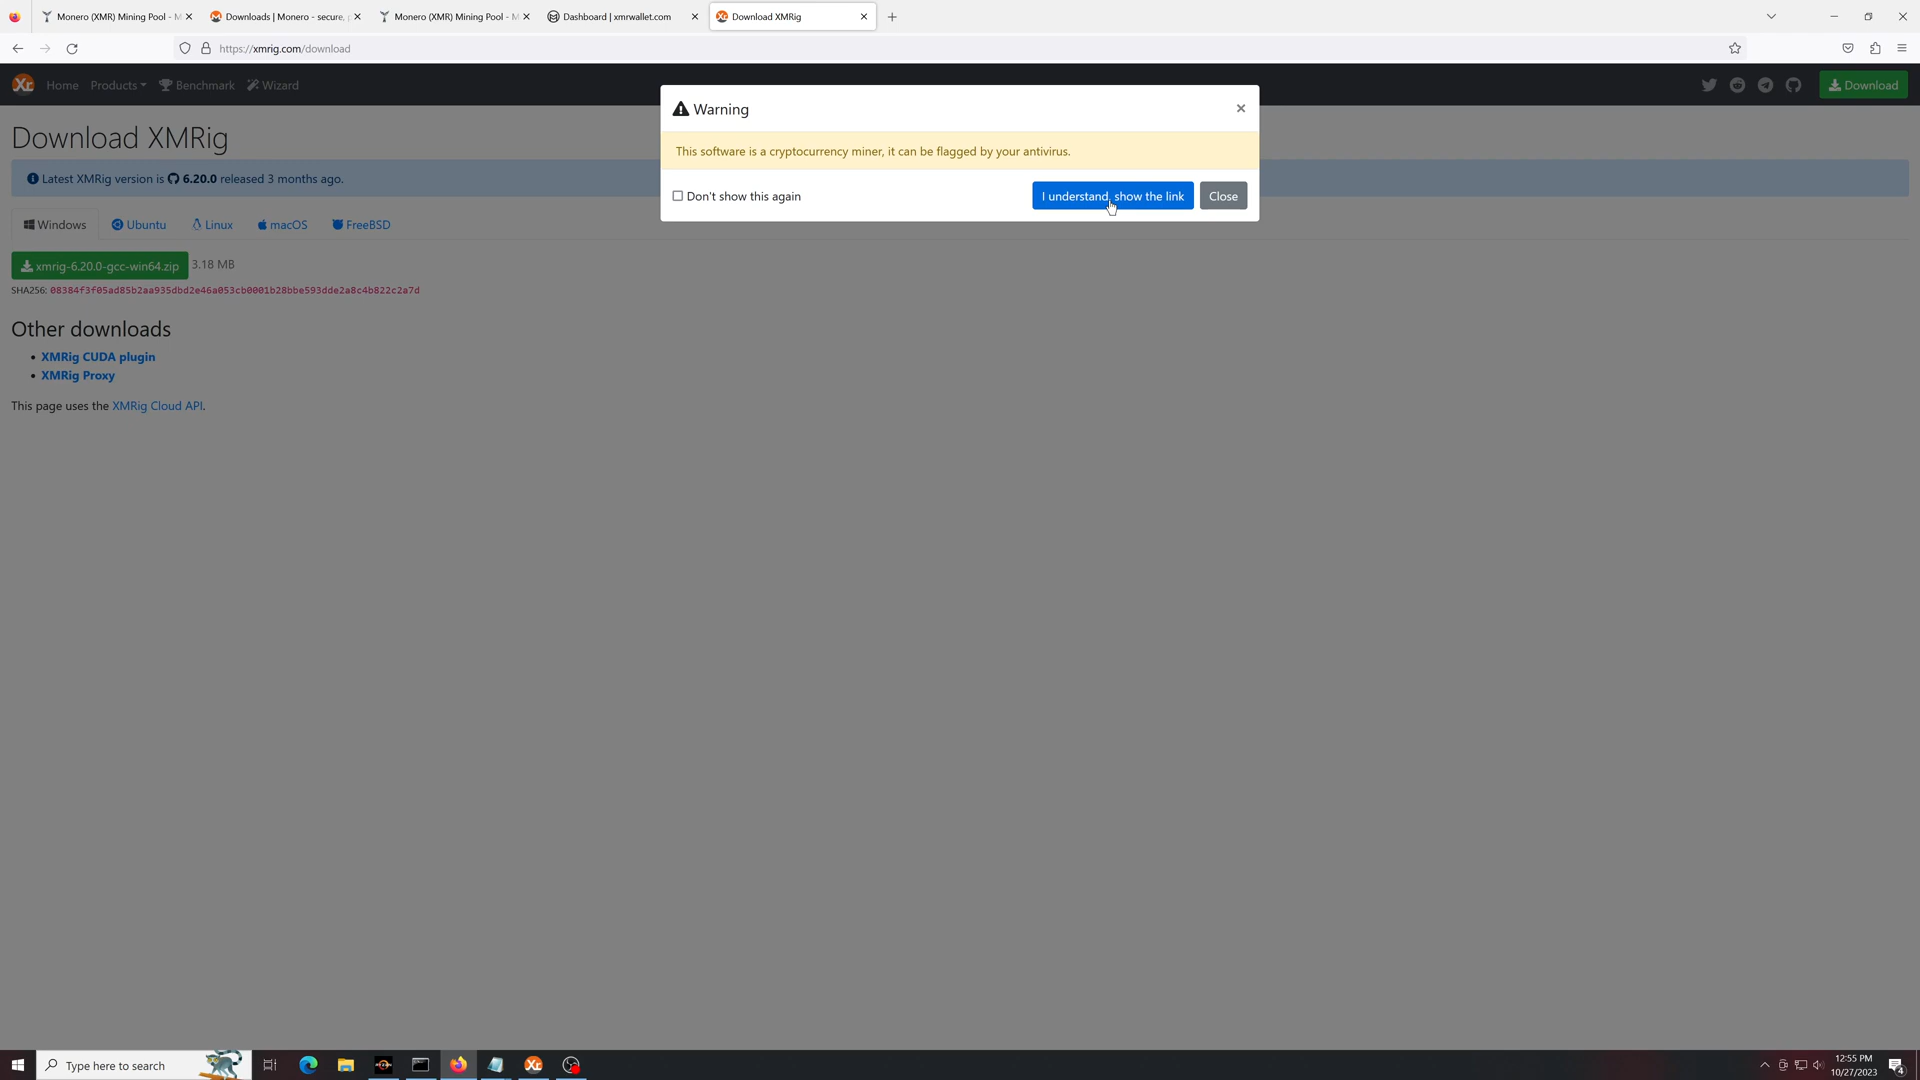 Monero (XMR) Mining Pool - M
Downloads | Monero - secure, p
Monero (XMR) Mining Pool - M
Dashboard | xmrwallet.com
Download XMRig
https://xmrig.com/download
Xr
Home
Products
Benchmark
Wizard
Download
Warning
This software is a cryptocurrency miner, it can be flagged by your antivirus.
Don't show this again
I understand, show the link
Close
Download XMRig
Latest XMRig version is 6.20.0 released 3 months ago.
Windows
Ubuntu
Linux
macOS
FreeBSD
xmrig-6.20.0-gcc-win64.zip
3.18 MB
SHA256: 08384f3f05ad85b2aa935dbd2e46a053cb0001b28bbe593dde2a8c4b822c2a7d
Other downloads
XMRig CUDA plugin
XMRig Proxy
This page uses the XMRig Cloud API.
Type here to search
Xr
12:55 PM
10/27/2023
4